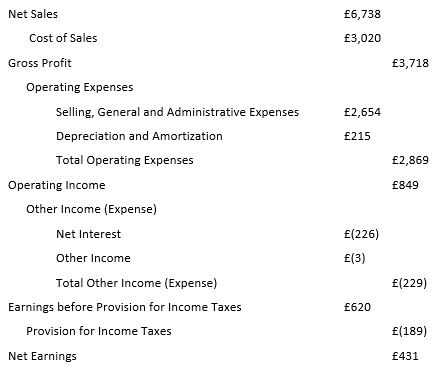 Net Sales £6,738
Cost of Sales £3,020
Gross Profit £3,718
Operating Expenses
Selling, General and Administrative Expenses £2,654
Depreciation and Amortization £215
Total Operating Expenses £2,869
Operating Income £849
Other Income (Expense)
Net Interest £(226)
Other Income £(3)
Total Other Income (Expense) £(229)
Earnings before Provision for Income Taxes £620
Provision for Income Taxes £(189)
Net Earnings £431